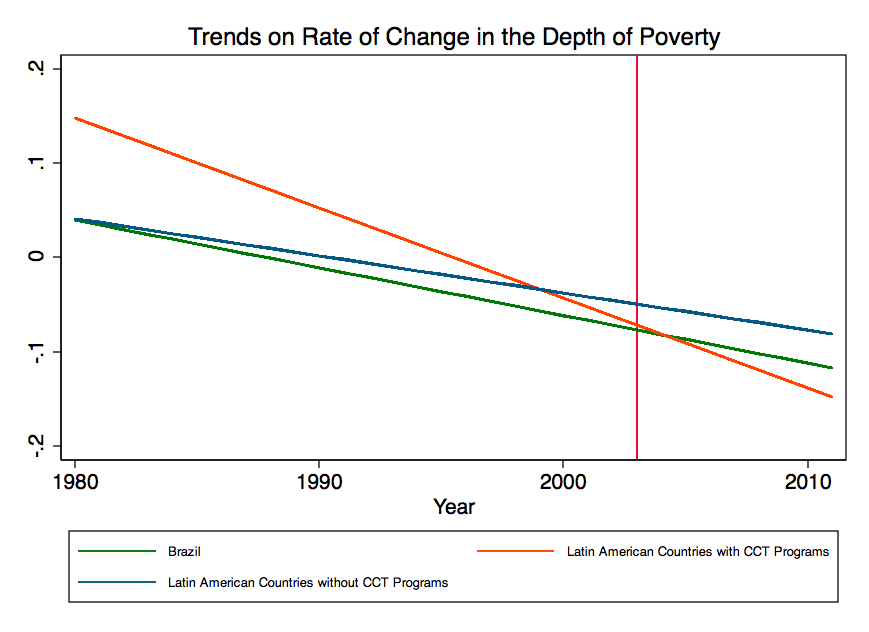 Trends on Rate of Change in the Depth of Poverty
.2
.1
0
-.1
-.2
1980 1990 2000 2010
Year
Brazil Latin American Countries with CCT Programs
Latin American Countries without CCT Programs